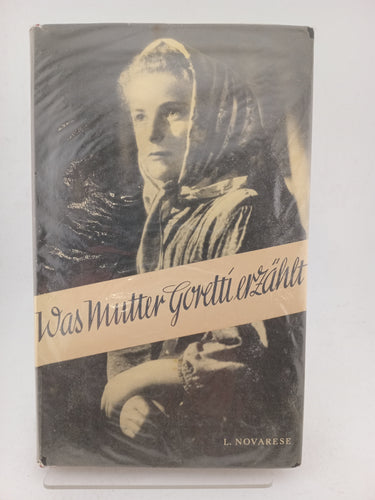 Was Mutter Goretti erzählt
L. NOVARESE